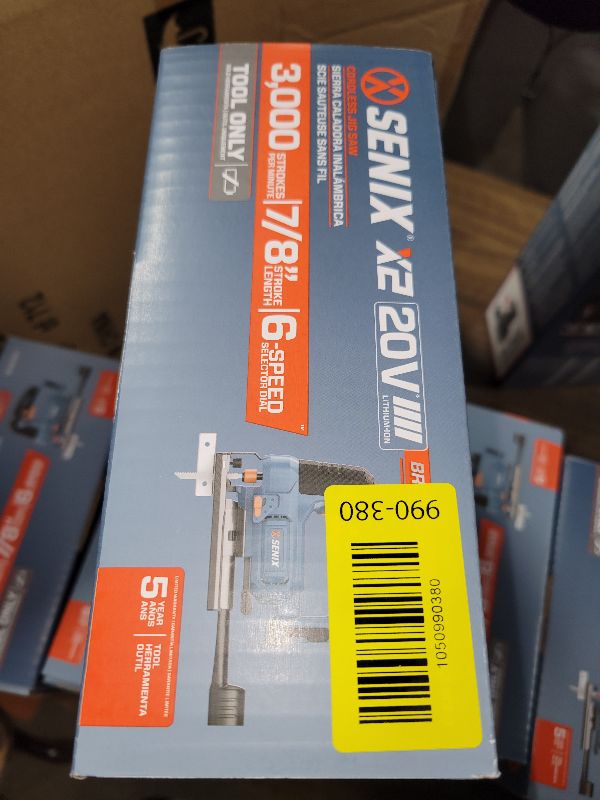 SENIX® X2 20V* LITHIUM-ION
CORDLESS JIG SAW
SIERRA CALADORA INALÁMBRICA
SCIE SAUTEUSE SANS FIL
3,000 STROKES PER MINUTE
7/8" STROKE LENGTH
6-SPEED SELECTOR DIAL
TOOL ONLY
BR
SENIX
5 YEAR AÑOS ANS
TOOL
HERRAMIENTA
OUTIL
990-380
1050990380